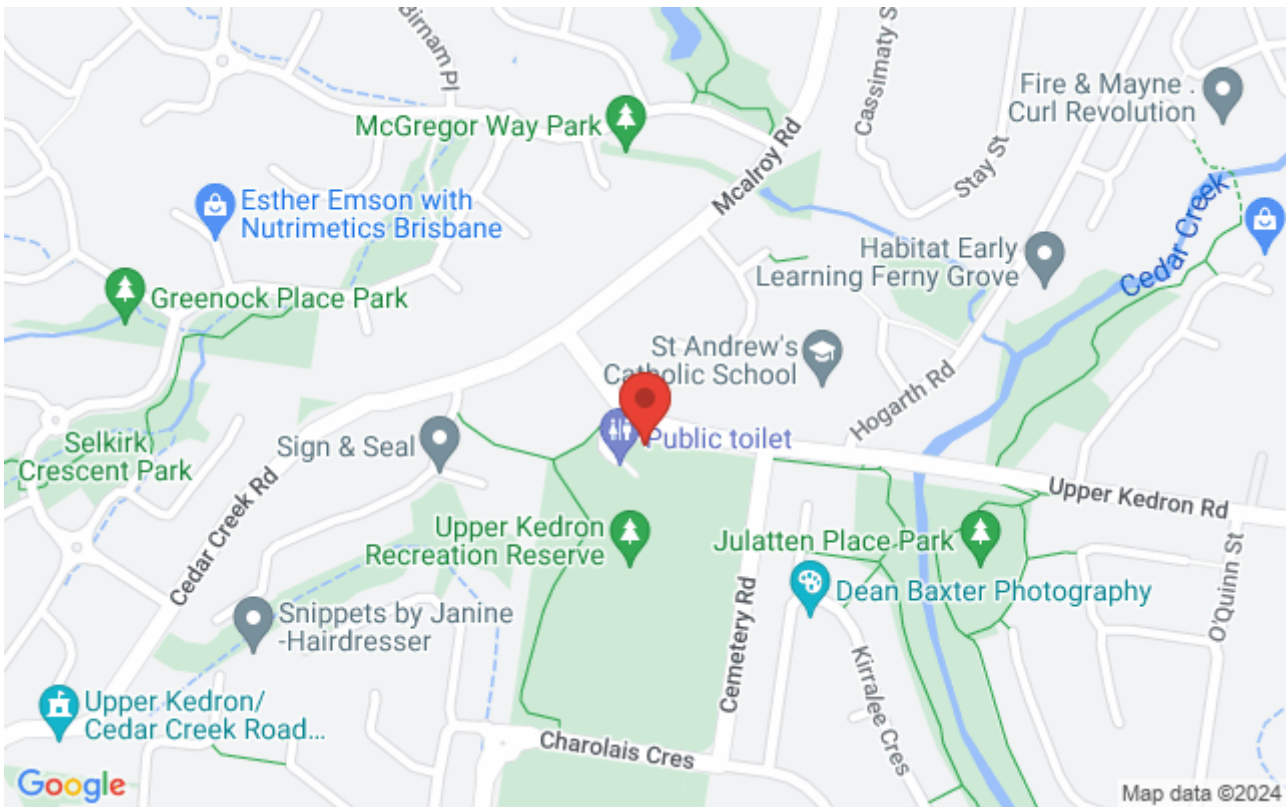 Birnam Pl
Cassimaty S
Fire & Mayne .
Curl Revolution
McGregor Way Park
Mcalroy Rd
Stay St
Esther Emson with
Nutrimetics Brisbane
Cedar Creek
Habitat Early
Learning Ferny Grove
Greenock Place Park
St Andrew's
Catholic School
Hogarth Rd
Selkirk
Crescent Park
Sign & Seal
Public toilet
Cedar Creek Rd
Upper Kedron Rd
Upper Kedron
Recreation Reserve
Julatten Place Park
O'Quinn St
Dean Baxter Photography
Snippets by Janine
-Hairdresser
Cemetery Rd
Kirralee Cres
Upper Kedron/
Cedar Creek Road...
Charolais Cres
Google
Map data ©2024